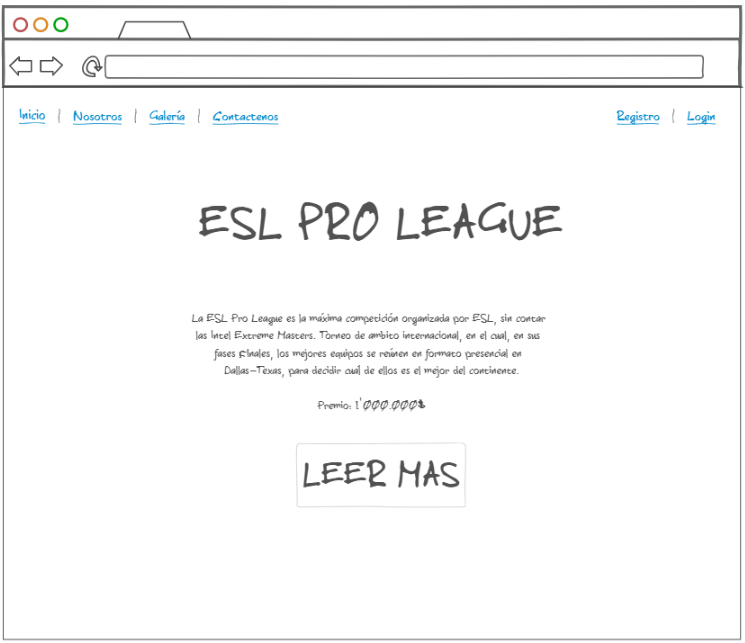 Inicio | Nosotros | Galería | Contactenos Registro | Login
ESL PRO LEAGUE
La ESL Pro League es la máxima competición organizada por ESL, sin contar
las Intel Extreme Masters. Torneo de ambito internacional, en el cual, en sus
fases finales, los mejores equipos se reúnen en formato presencial en
Dallas-Texas, para decidir cual de ellos es el mejor del continente.
Premio: 1'000.000$
LEER MAS